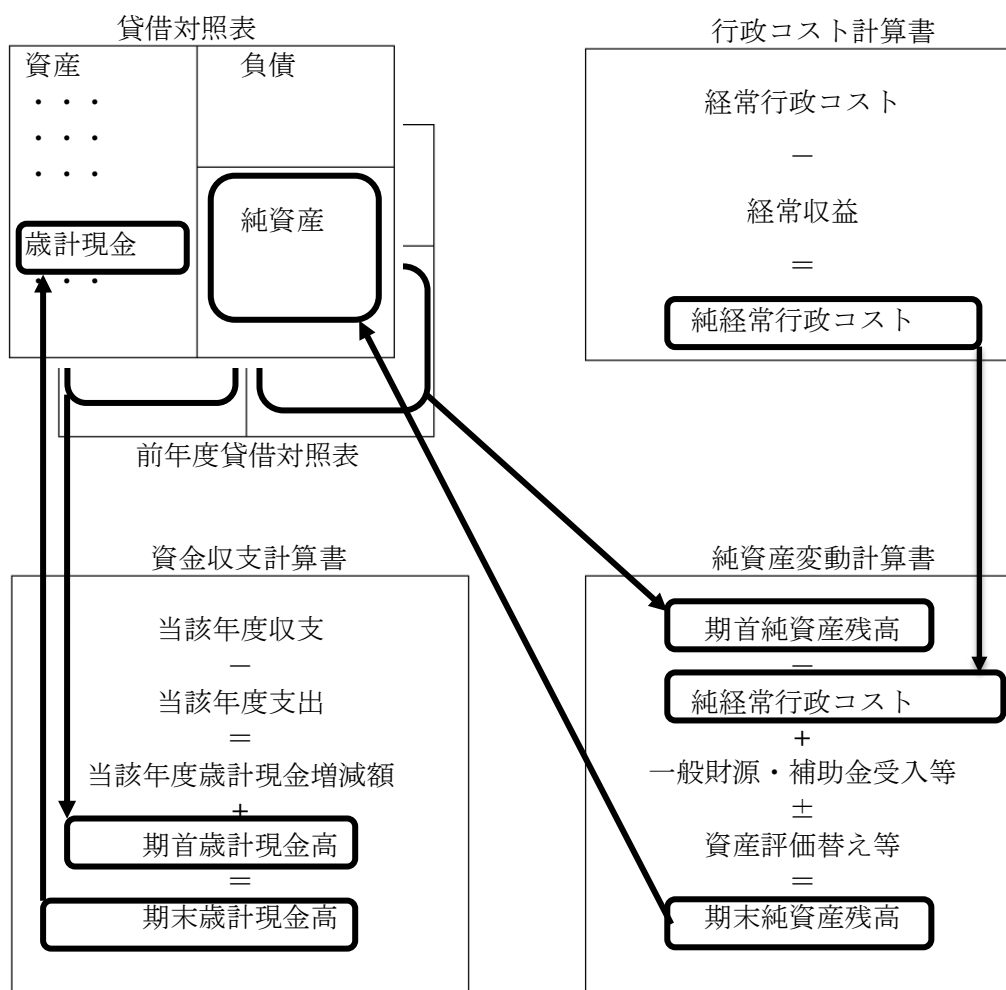 貸借対照表
資産
負債
・・・
・・・
・・・
純資産
歳計現金
・・・
前年度貸借対照表
行政コスト計算書
経常行政コスト
－
経常収益
＝
純経常行政コスト
資金収支計算書
当該年度収支
－
当該年度支出
＝
当該年度歳計現金増減額
+
期首歳計現金高
＝
期末歳計現金高
純資産変動計算書
期首純資産残高
－
純経常行政コスト
+
一般財源・補助金受入等
±
資産評価替え等
＝
期末純資産残高